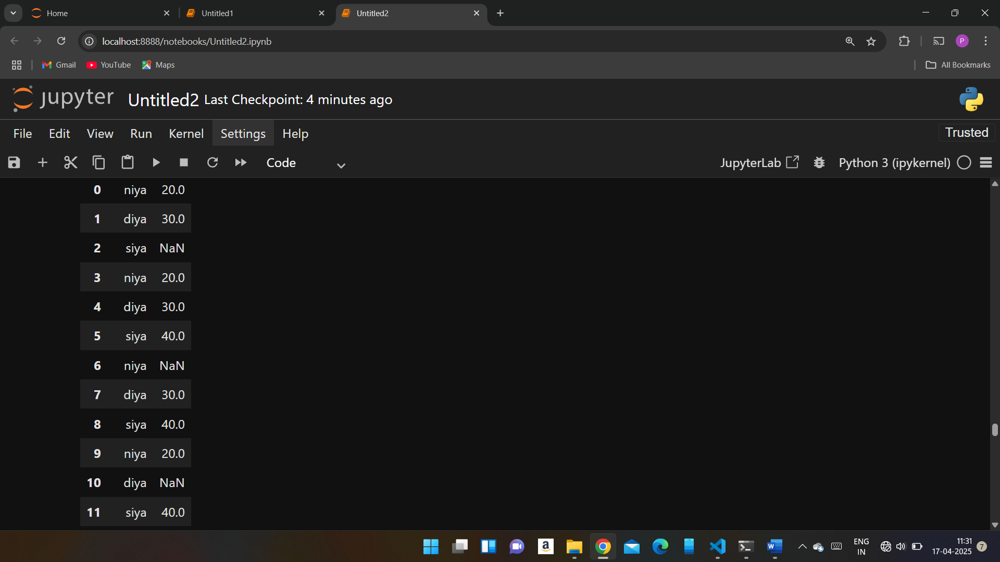 Home
Untitled1
Untitled2
localhost:8888/notebooks/Untitled2.ipynb
P
Gmail
YouTube
Maps
All Bookmarks
jupyter Untitled2 Last Checkpoint: 4 minutes ago
File Edit View Run Kernel Settings Help
Trusted
Code
JupyterLab
Python 3 (ipykernel)
0 niya 20.0
1 diya 30.0
2 siya NaN
3 niya 20.0
4 diya 30.0
5 siya 40.0
6 niya NaN
7 diya 30.0
8 siya 40.0
9 niya 20.0
10 diya NaN
11 siya 40.0
a
W
ENG
IN
11:31
17-04-2025
7